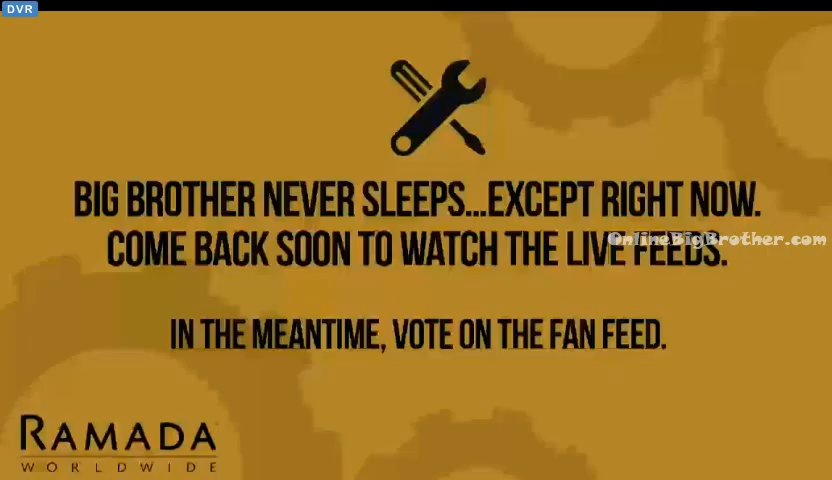 DVR
BIG BROTHER NEVER SLEEPS...EXCEPT RIGHT NOW.
COME BACK SOON TO WATCH THE LIVE FEEDS.
OnlineBigBrother.com
IN THE MEANTIME, VOTE ON THE FAN FEED.
RAMADA
WORLDWIDE